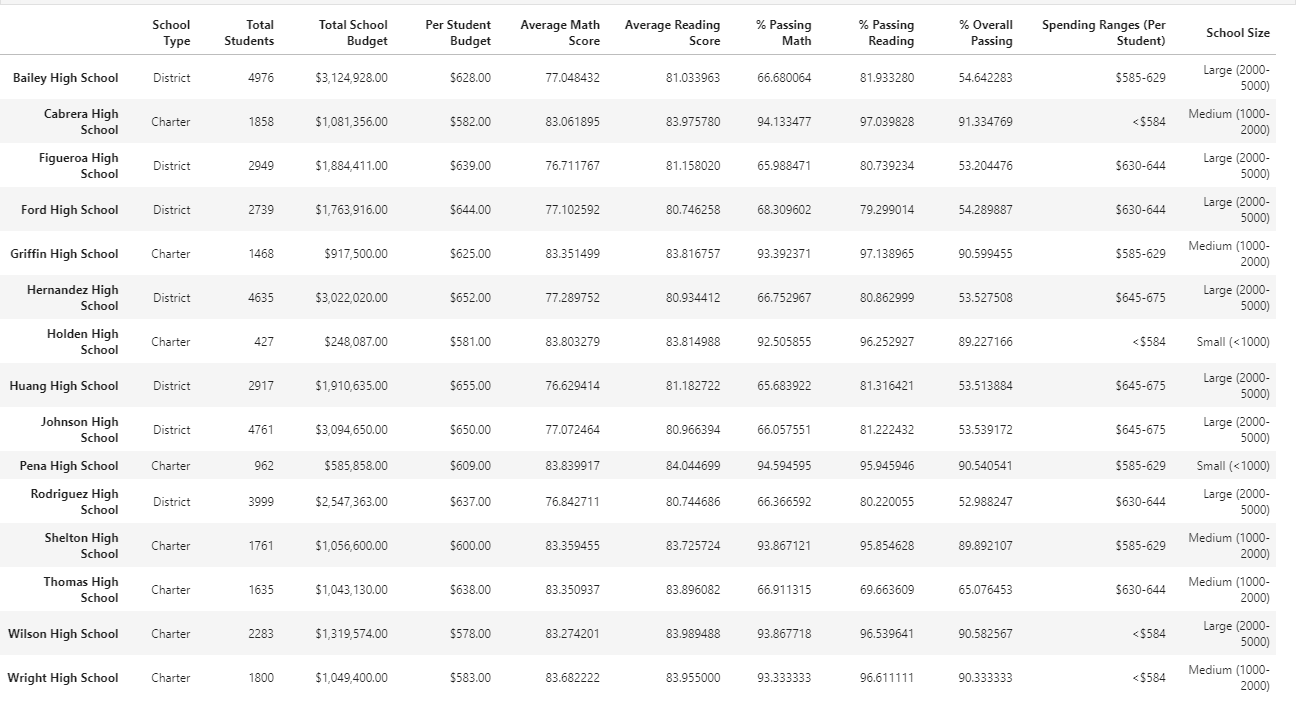 School Type Total Students Total School Budget Per Student Budget Average Math Score Average Reading Score % Passing Math % Passing Reading % Overall Passing Spending Ranges (Per Student) School Size
Bailey High School District 4976 $3,124,928.00 $628.00 77.048432 81.033963 66.680064 81.933280 54.642283 $585-629 Large (2000-5000)
Cabrera High School Charter 1858 $1,081,356.00 $582.00 83.061895 83.975780 94.133477 97.039828 91.334769 <$584 Medium (1000-2000)
Figueroa High School District 2949 $1,884,411.00 $639.00 76.711767 81.158020 65.988471 80.739234 53.204476 $630-644 Large (2000-5000)
Ford High School District 2739 $1,763,916.00 $644.00 77.102592 80.746258 68.309602 79.299014 54.289887 $630-644 Large (2000-5000)
Griffin High School Charter 1468 $917,500.00 $625.00 83.351499 83.816757 93.392371 97.138965 90.599455 $585-629 Medium (1000-2000)
Hernandez High School District 4635 $3,022,020.00 $652.00 77.289752 80.934412 66.752967 80.862999 53.527508 $645-675 Large (2000-5000)
Holden High School Charter 427 $248,087.00 $581.00 83.803279 83.814988 92.505855 96.252927 89.227166 <$584 Small (<1000)
Huang High School District 2917 $1,910,635.00 $655.00 76.629414 81.182722 65.683922 81.316421 53.513884 $645-675 Large (2000-5000)
Johnson High School District 4761 $3,094,650.00 $650.00 77.072464 80.966394 66.057551 81.222432 53.539172 $645-675 Large (2000-5000)
Pena High School Charter 962 $585,858.00 $609.00 83.839917 84.044699 94.594595 95.945946 90.540541 $585-629 Small (<1000)
Rodriguez High School District 3999 $2,547,363.00 $637.00 76.842711 80.744686 66.366592 80.220055 52.988247 $630-644 Large (2000-5000)
Shelton High School Charter 1761 $1,056,600.00 $600.00 83.359455 83.725724 93.867121 95.854628 89.892107 $585-629 Medium (1000-2000)
Thomas High School Charter 1635 $1,043,130.00 $638.00 83.350937 83.896082 66.911315 69.663609 65.076453 $630-644 Medium (1000-2000)
Wilson High School Charter 2283 $1,319,574.00 $578.00 83.274201 83.989488 93.867718 96.539641 90.582567 <$584 Large (2000-5000)
Wright High School Charter 1800 $1,049,400.00 $583.00 83.682222 83.955000 93.333333 96.611111 90.333333 <$584 Medium (1000-2000)